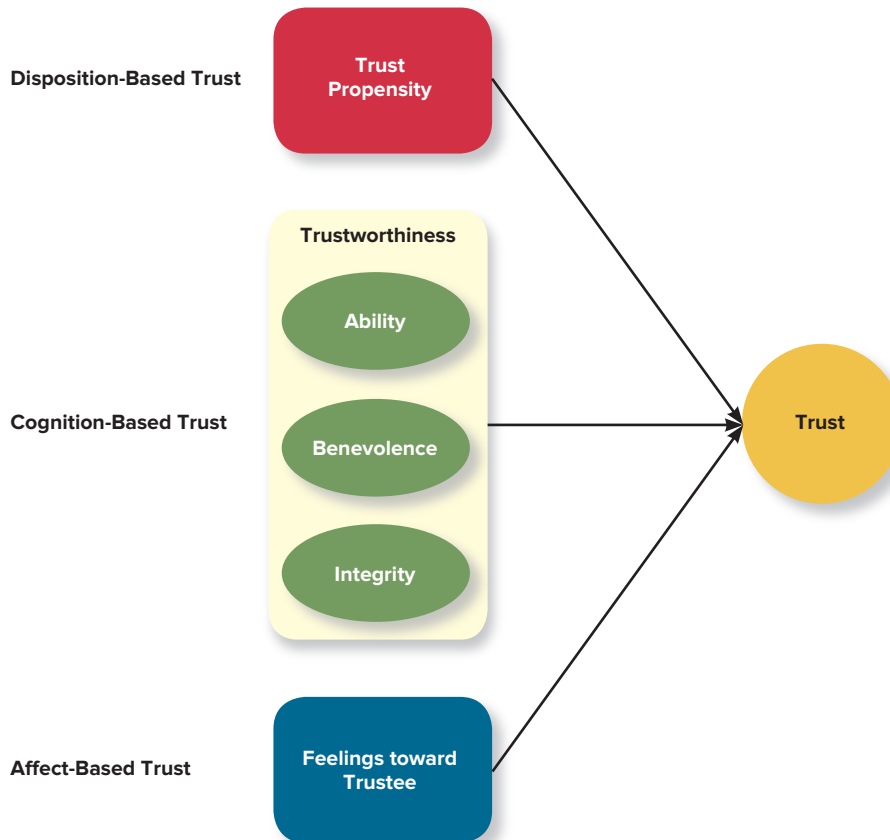 Disposition-Based Trust
Trust
Propensity
Trustworthiness
Ability
Cognition-Based Trust
Benevolence
Integrity
Trust
Affect-Based Trust
Feelings toward
Trustee